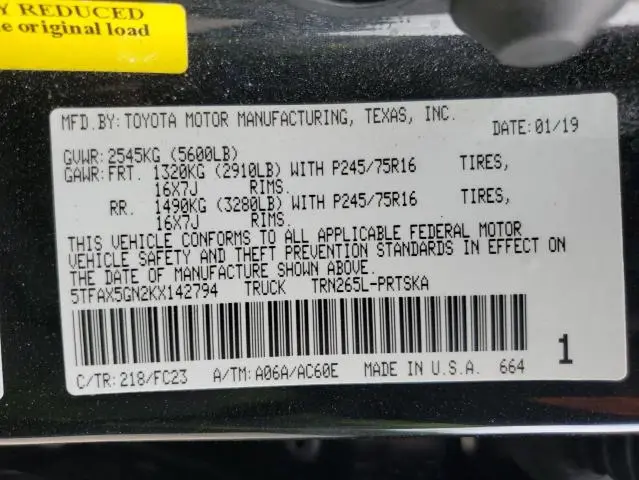 Y REDUCED
e original load
MFD.BY: TOYOTA MOTOR MANUFACTURING, TEXAS, INC.
DATE: 01/19
GVWR: 2545KG (5600LB)
GAWR: FRT. 1320KG (2910LB) WITH P245/75R16 TIRES,
16X7J RIMS.
RR. 1490KG (3280LB) WITH P245/75R16 TIRES,
16X7J RIMS.
THIS VEHICLE CONFORMS TO ALL APPLICABLE FEDERAL MOTOR
VEHICLE SAFETY AND THEFT PREVENTION STANDARDS IN EFFECT ON
THE DATE OF MANUFACTURE SHOWN ABOVE.
5TFAX5GN2KX142794 TRUCK TRN265L-PRTSKA
C/TR: 218/FC23 A/TM: A06A/AC60E MADE IN U.S.A. 664 1